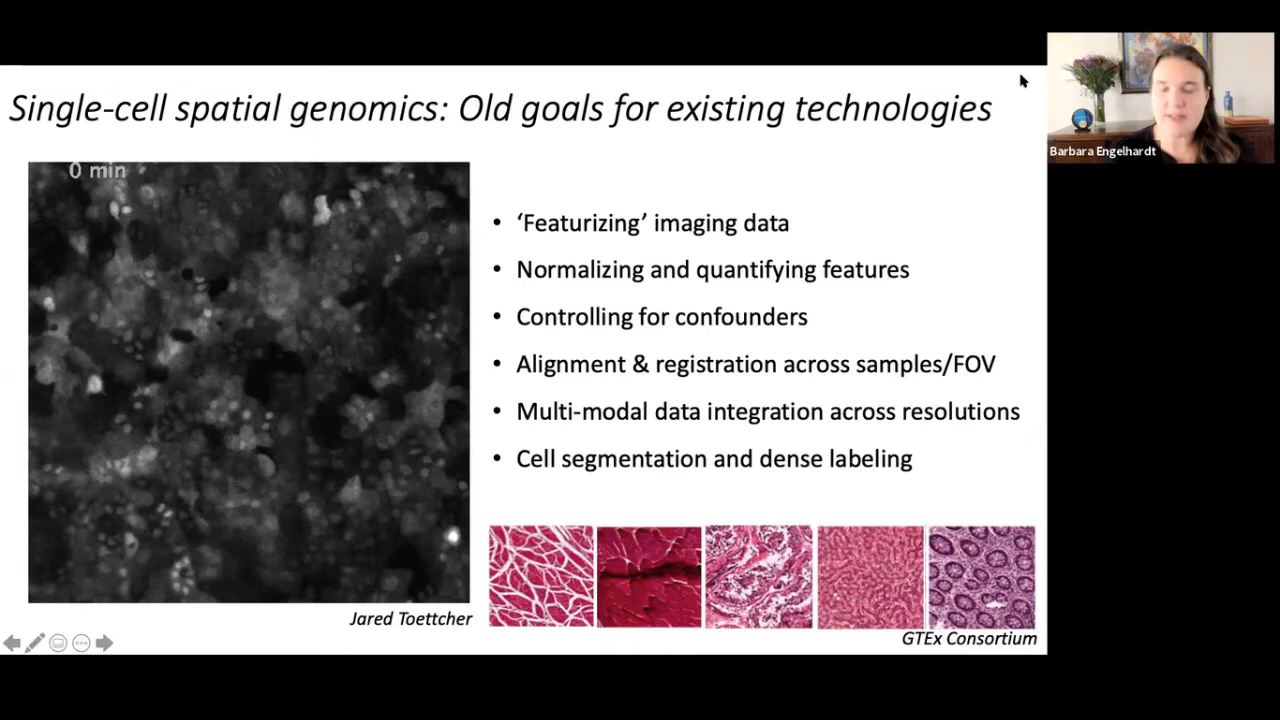 Single-cell spatial genomics: Old goals for existing technologies
Barbara Engelhardt
0 min
• ‘Featurizing’ imaging data
• Normalizing and quantifying features
• Controlling for confounders
• Alignment & registration across samples/FOV
• Multi-modal data integration across resolutions
• Cell segmentation and dense labeling
Jared Toettcher
GTEx Consortium